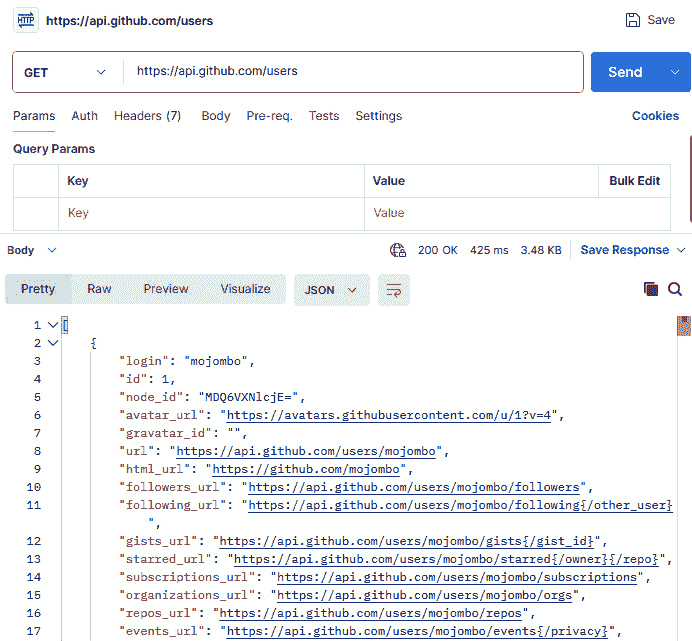 HTTP https://api.github.com/users Save
GET https://api.github.com/users Send
Params Auth Headers (7) Body Pre-req. Tests Settings Cookies
Query Params
Key Value Bulk Edit
Key Value
Body 200 OK 425 ms 3.48 KB Save Response
Pretty Raw Preview Visualize JSON
1 [
2 {
3 "login": "mojombo",
4 "id": 1,
5 "node_id": "MDQ6VXNlcjE=",
6 "avatar_url": "https://avatars.githubusercontent.com/u/1?v=4",
7 "gravatar_id": "",
8 "url": "https://api.github.com/users/mojombo",
9 "html_url": "https://github.com/mojombo",
10 "followers_url": "https://api.github.com/users/mojombo/followers",
11 "following_url": "https://api.github.com/users/mojombo/following{/other_user}
",
12 "gists_url": "https://api.github.com/users/mojombo/gists{/gist_id}",
13 "starred_url": "https://api.github.com/users/mojombo/starred{/owner}{/repo}",
14 "subscriptions_url": "https://api.github.com/users/mojombo/subscriptions",
15 "organizations_url": "https://api.github.com/users/mojombo/orgs",
16 "repos_url": "https://api.github.com/users/mojombo/repos",
17 "events_url": "https://api.github.com/users/mojombo/events{/privacy}",